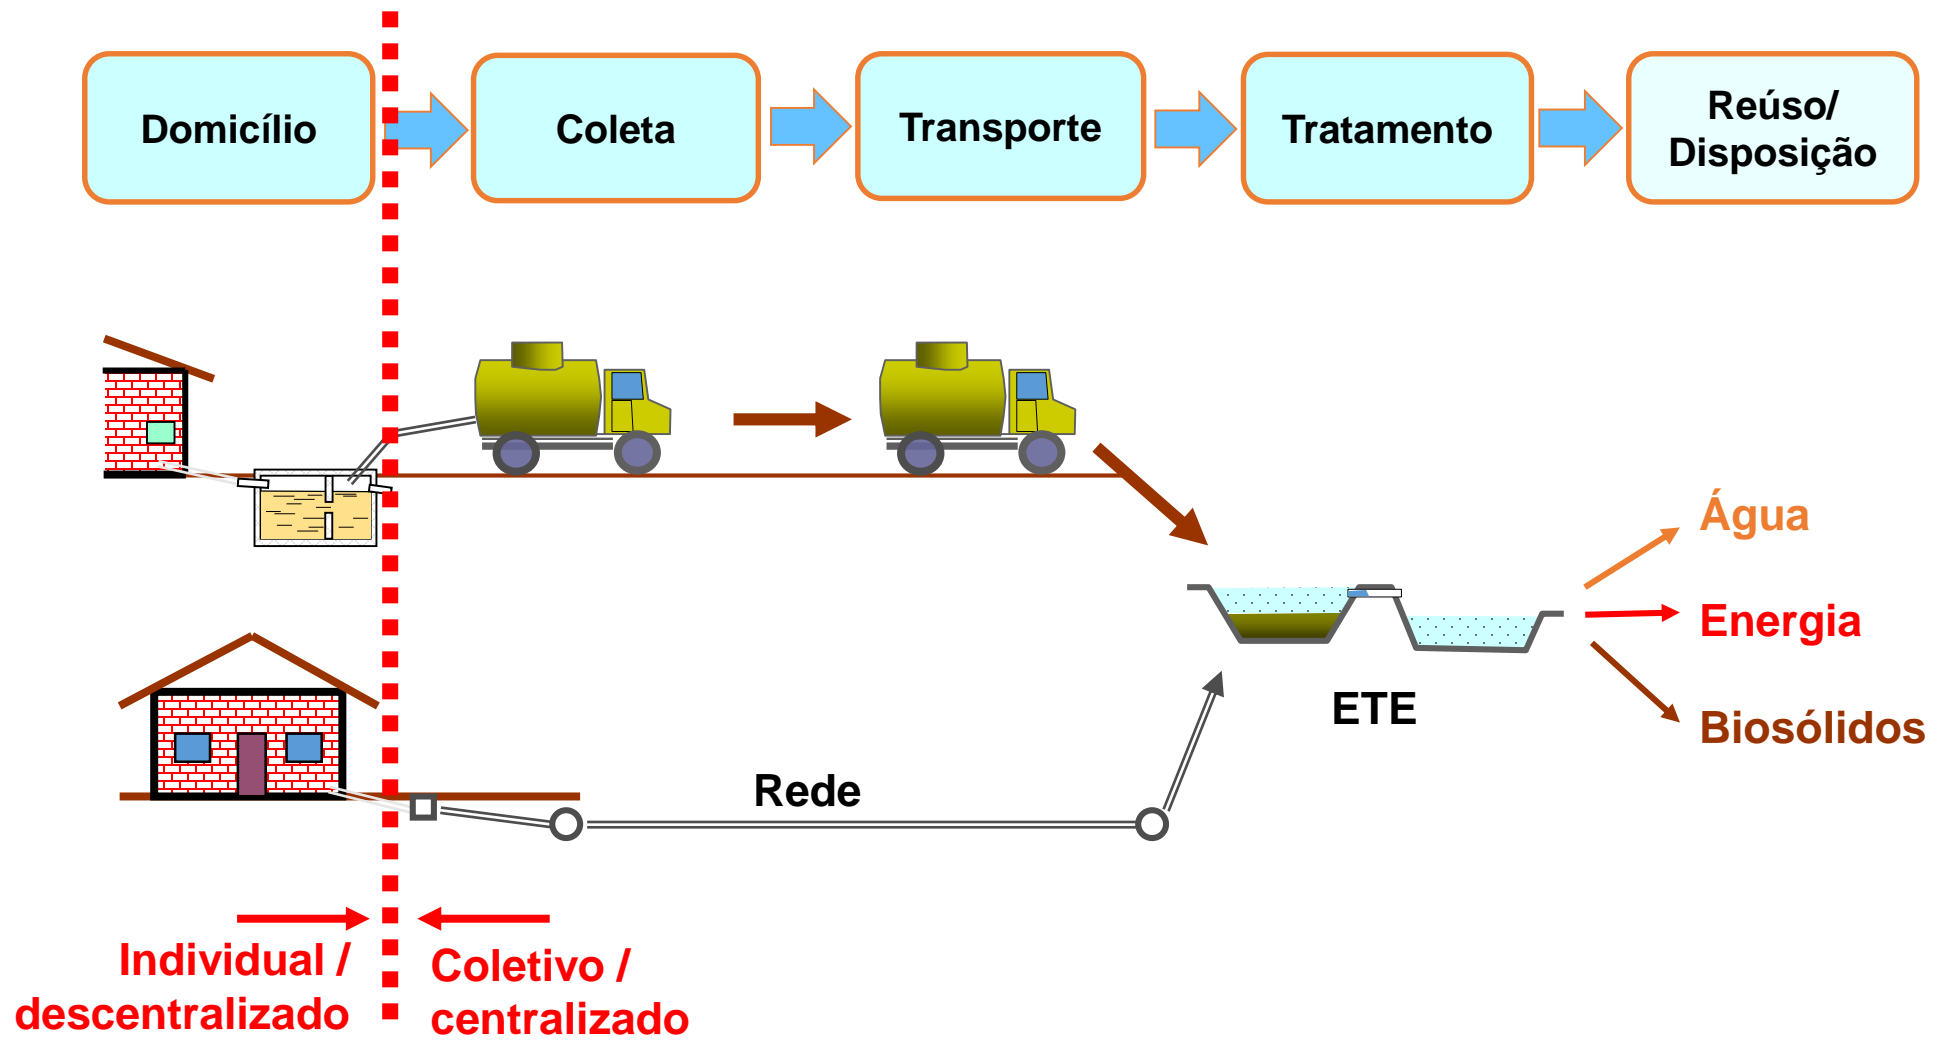 Domicílio
Coleta
Transporte
Tratamento
Reúso/
Disposição
Água
Energia
Biosólidos
ETE
Rede
Individual /
descentralizado
Coletivo /
centralizado